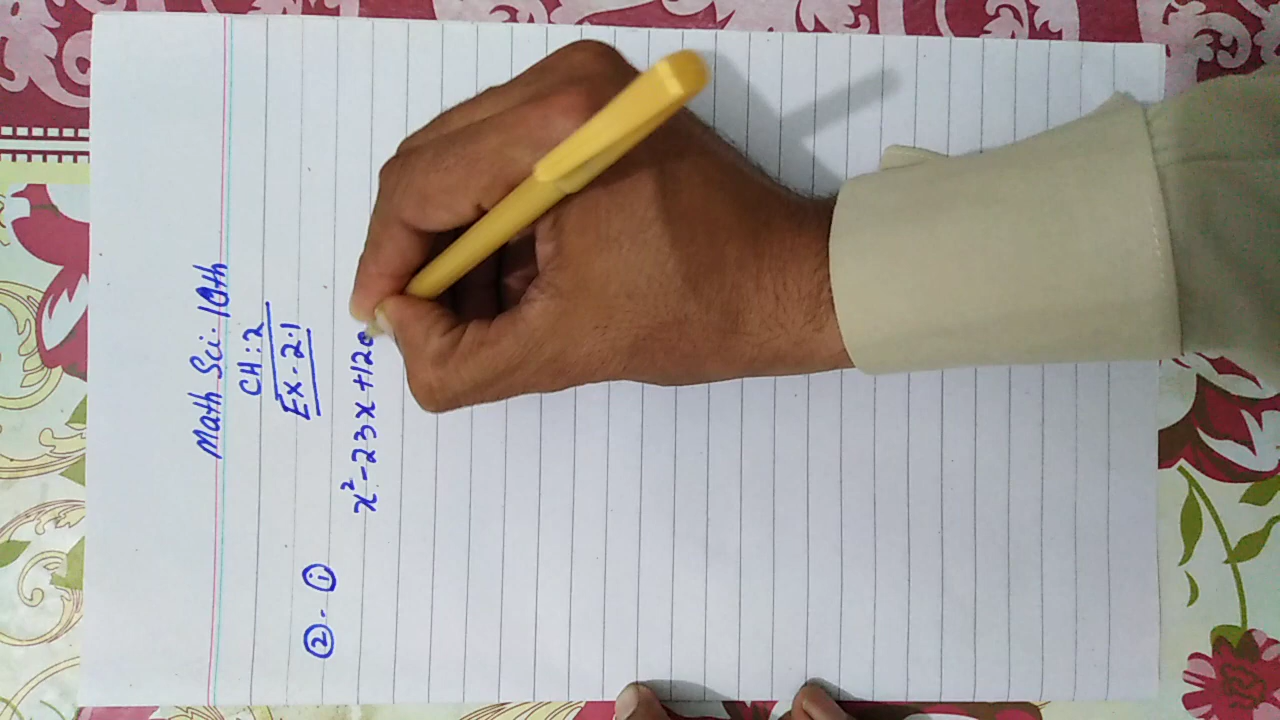 Math Sci. 10th
CH: 2
Ex - 2.1
② - ⓘ
x² - 23x + 120